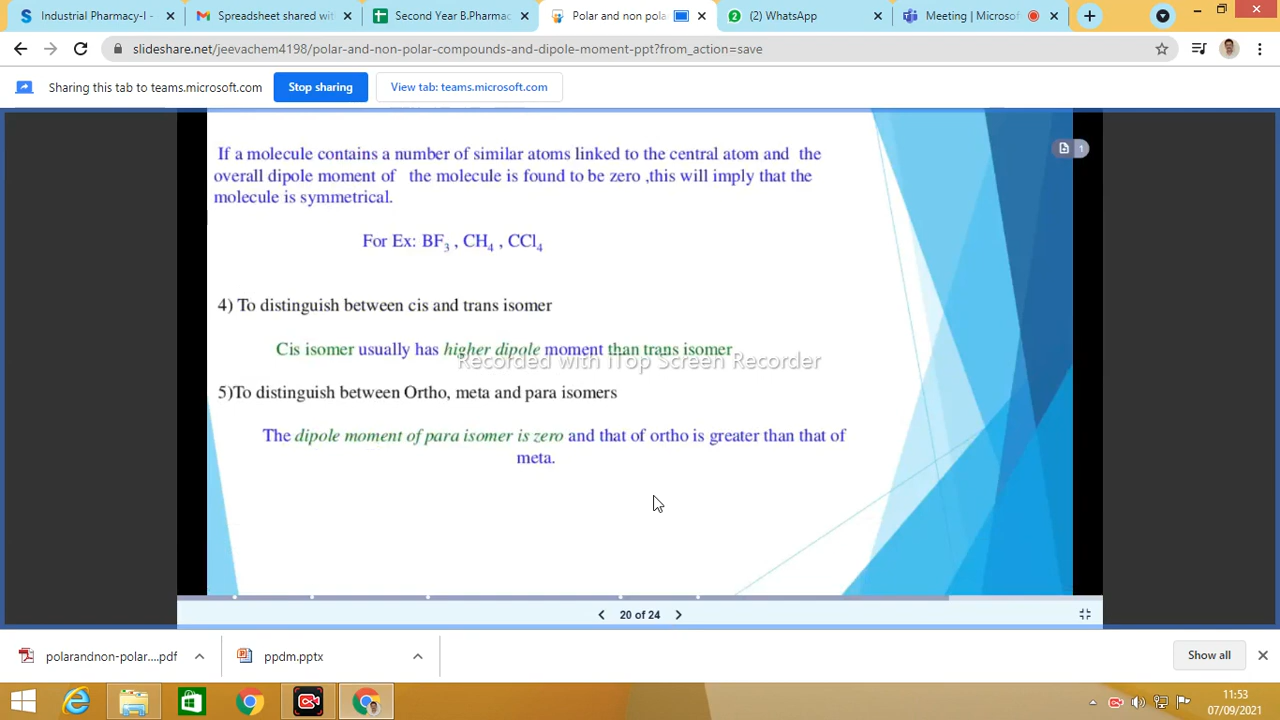 Industrial Pharmacy-I -
Spreadsheet shared wit
Second Year B.Pharmac
Polar and non pola
(2) WhatsApp
Meeting | Microsof
slideshare.net/jeevachem4198/polar-and-non-polar-compounds-and-dipole-moment-ppt?from_action=save
Sharing this tab to teams.microsoft.com
Stop sharing
View tab: teams.microsoft.com
1
If a molecule contains a number of similar atoms linked to the central atom and the
overall dipole moment of the molecule is found to be zero ,this will imply that the
molecule is symmetrical.
For Ex: BF3 , CH4 , CCl4
4) To distinguish between cis and trans isomer
Cis isomer usually has higher dipole moment than trans isomer
Recorded with iTop Screen Recorder
5)To distinguish between Ortho, meta and para isomers
The dipole moment of para isomer is zero and that of ortho is greater than that of
meta.
20 of 24
polarandnon-polar....pdf
ppdm.pptx
Show all
11:53
07/09/2021